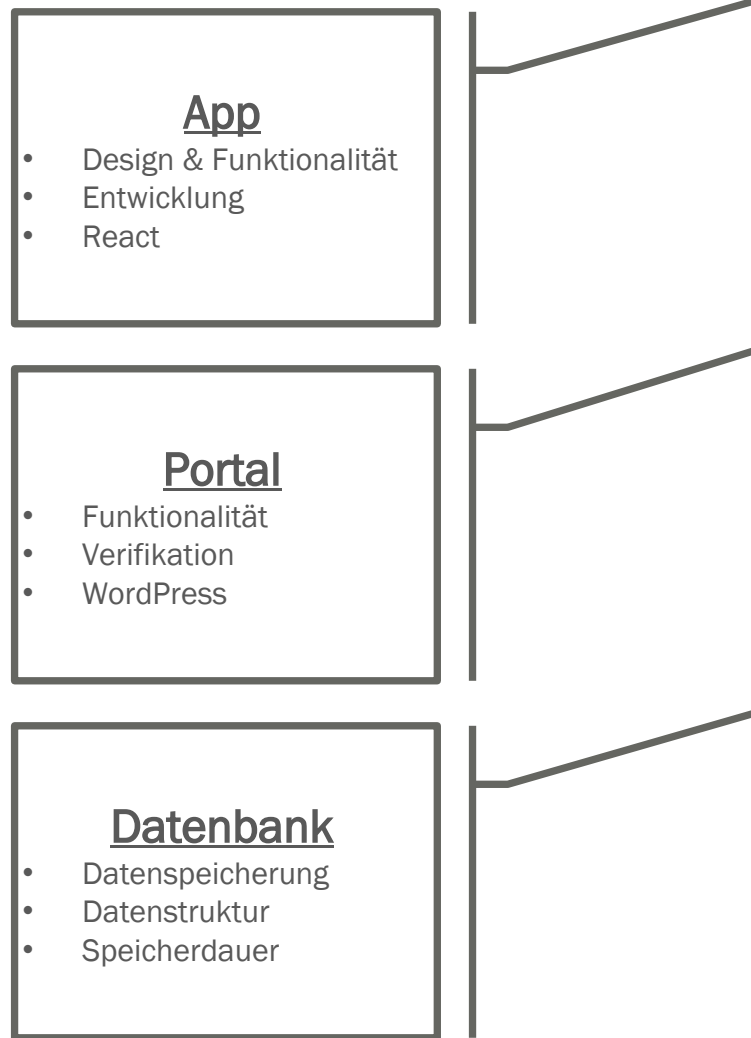 App
• Design & Funktionalität
• Entwicklung
• React
Portal
• Funktionalität
• Verifikation
• WordPress
Datenbank
• Datenspeicherung
• Datenstruktur
• Speicherdauer